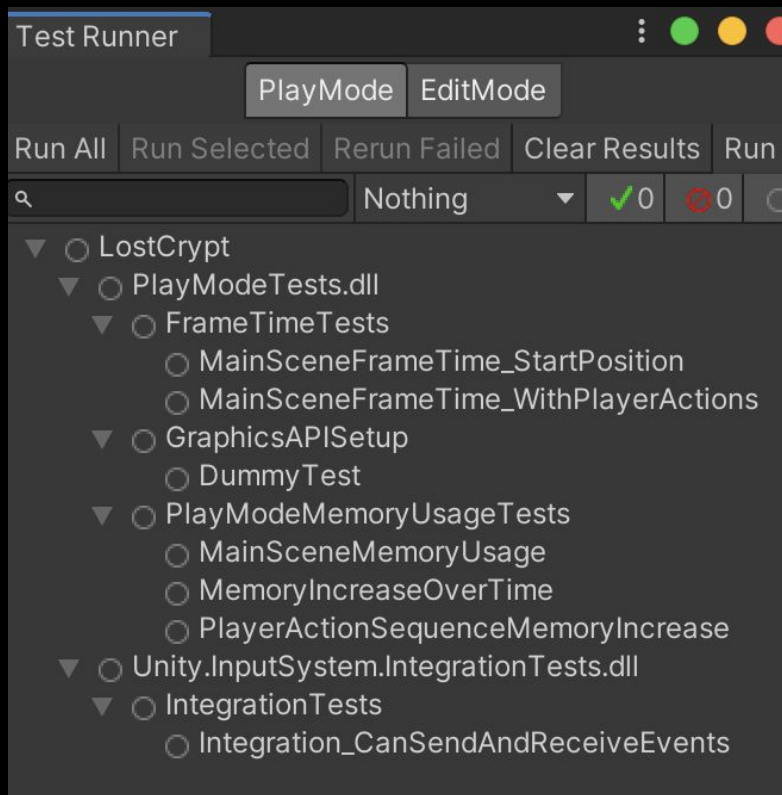 Test Runner
PlayMode EditMode
Run All Run Selected Rerun Failed Clear Results Run
Nothing 0 0
LostCrypt
PlayModeTests.dll
FrameTimeTests
MainSceneFrameTime_StartPosition
MainSceneFrameTime_WithPlayerActions
GraphicsAPISetup
DummyTest
PlayModeMemoryUsageTests
MainSceneMemoryUsage
MemoryIncreaseOverTime
PlayerActionSequenceMemoryIncrease
Unity.InputSystem.IntegrationTests.dll
IntegrationTests
Integration_CanSendAndReceiveEvents